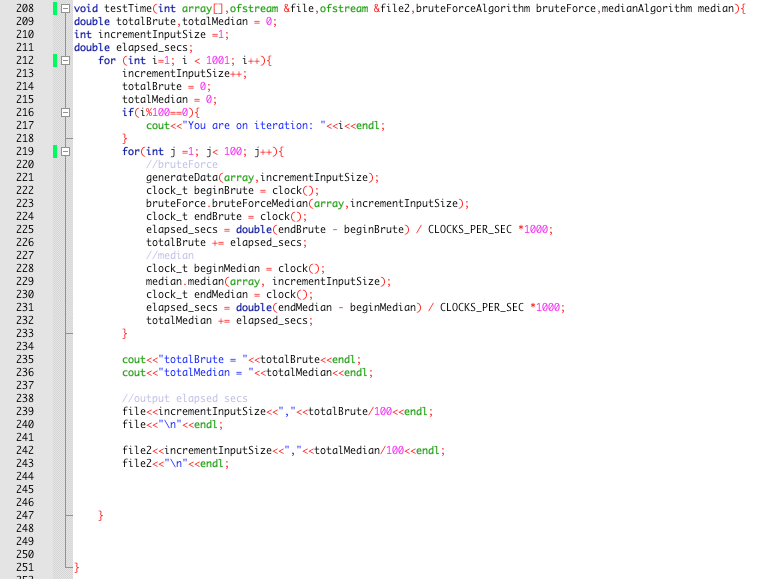 208 void testTime(int array[],ofstream &file,ofstream &file2,bruteForceAlgorithm bruteForce,medianAlgorithm median){
209 double totalBrute,totalMedian = 0;
210 int incrementInputSize =1;
211 double elapsed_secs;
212 for (int i=1; i < 1001; i++){
213 incrementInputSize++;
214 totalBrute = 0;
215 totalMedian = 0;
216 if(i%100==0){
217 cout<<"You are on iteration: "<<i<<endl;
218 }
219 for(int j =1; j< 100; j++){
220 //bruteForce
221 generateData(array,incrementInputSize);
222 clock_t beginBrute = clock();
223 bruteForce.bruteForceMedian(array,incrementInputSize);
224 clock_t endBrute = clock();
225 elapsed_secs = double(endBrute - beginBrute) / CLOCKS_PER_SEC *1000;
226 totalBrute += elapsed_secs;
227 //median
228 clock_t beginMedian = clock();
229 median.median(array, incrementInputSize);
230 clock_t endMedian = clock();
231 elapsed_secs = double(endMedian - beginMedian) / CLOCKS_PER_SEC *1000;
232 totalMedian += elapsed_secs;
233 }
234
235 cout<<"totalBrute = "<<totalBrute<<endl;
236 cout<<"totalMedian = "<<totalMedian<<endl;
237
238 //output elapsed secs
239 file<<incrementInputSize<<","<<totalBrute/100<<endl;
240 file<<"\n"<<endl;
241
242 file2<<incrementInputSize<<","<<totalMedian/100<<endl;
243 file2<<"\n"<<endl;
244
245
246
247 }
248
249
250
251 }